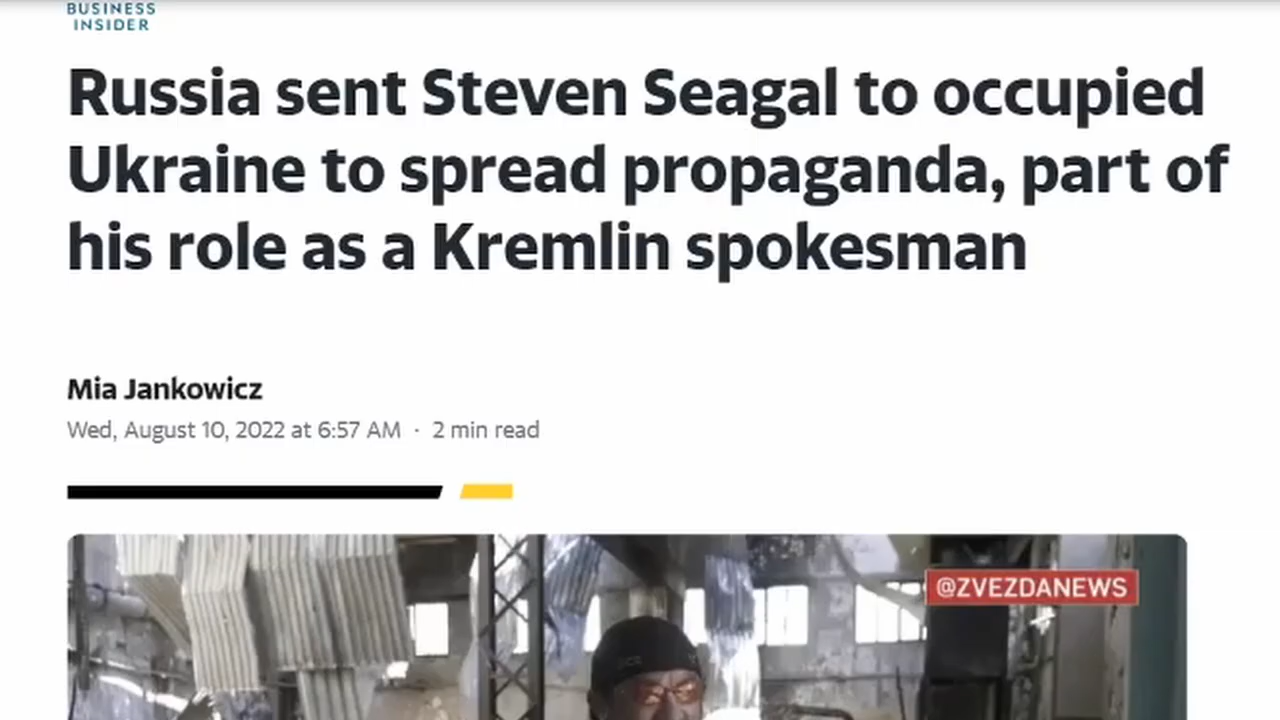 BUSINESS
INSIDER
Russia sent Steven Seagal to occupied
Ukraine to spread propaganda, part of
his role as a Kremlin spokesman
Mia Jankowicz
Wed, August 10, 2022 at 6:57 AM · 2 min read
@ZVEZDANEWS